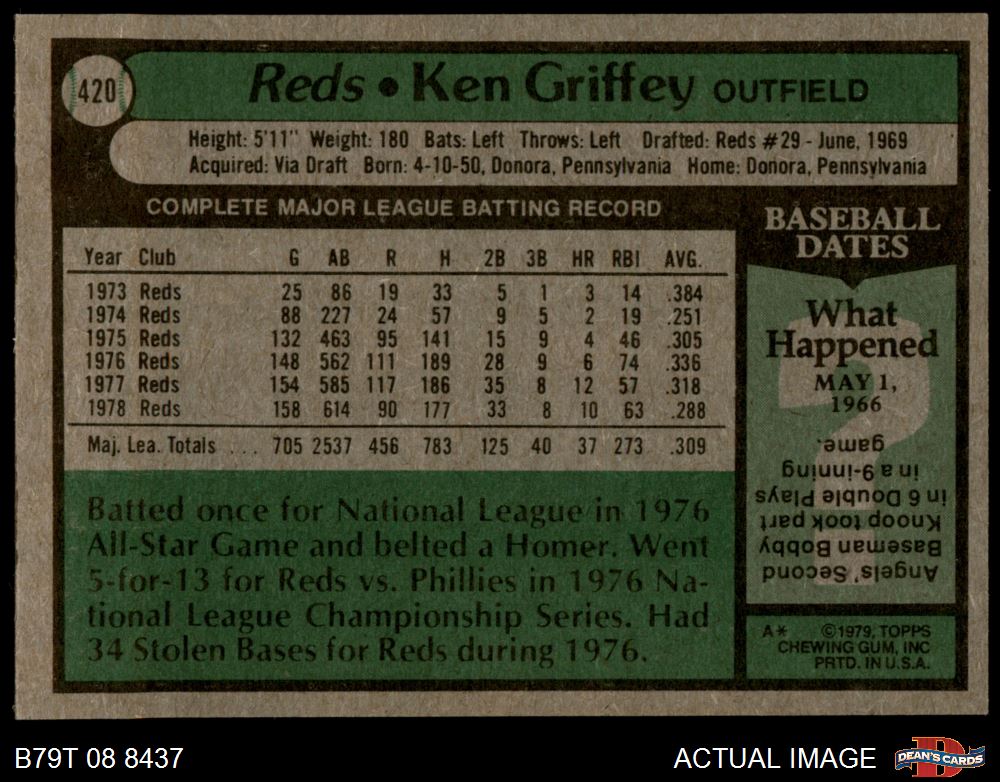 420
Reds • Ken Griffey OUTFIELD
Height: 5'11" Weight: 180 Bats: Left Throws: Left Drafted: Reds #29 - June, 1969
Acquired: Via Draft Born: 4-10-50, Donora, Pennsylvania Home: Donora, Pennsylvania
COMPLETE MAJOR LEAGUE BATTING RECORD
Year Club G AB R H 2B 3B HR RBI AVG.
1973 Reds 25 86 19 33 5 1 3 14 .384
1974 Reds 88 227 24 57 9 5 2 19 .251
1975 Reds 132 463 95 141 15 9 4 46 .305
1976 Reds 148 562 111 189 28 9 6 74 .336
1977 Reds 154 585 117 186 35 8 12 57 .318
1978 Reds 158 614 90 177 33 8 10 63 .288
Maj. Lea. Totals ... 705 2537 456 783 125 40 37 273 .309
Batted once for National League in 1976
All-Star Game and belted a Homer. Went
5-for-13 for Reds vs. Phillies in 1976 Na-
tional League Championship Series. Had
34 Stolen Bases for Reds during 1976.
BASEBALL
DATES
What
Happened
MAY 1,
1966
Angels' Second
Baseman Bobby
Knoop took part
in 6 Double Plays
in a 9-inning
game.
A* ©1979, TOPPS
CHEWING GUM, INC
PRTD. IN U.S.A.
B79T 08 8437
ACTUAL IMAGE
D
DEAN'S CARDS